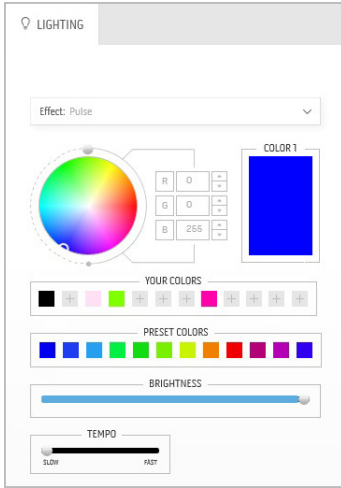 LIGHTING
Effect: Pulse
COLOR 1
R 0
G 0
B 255
YOUR COLORS
PRESET COLORS
BRIGHTNESS
TEMPO
SLOW FAST